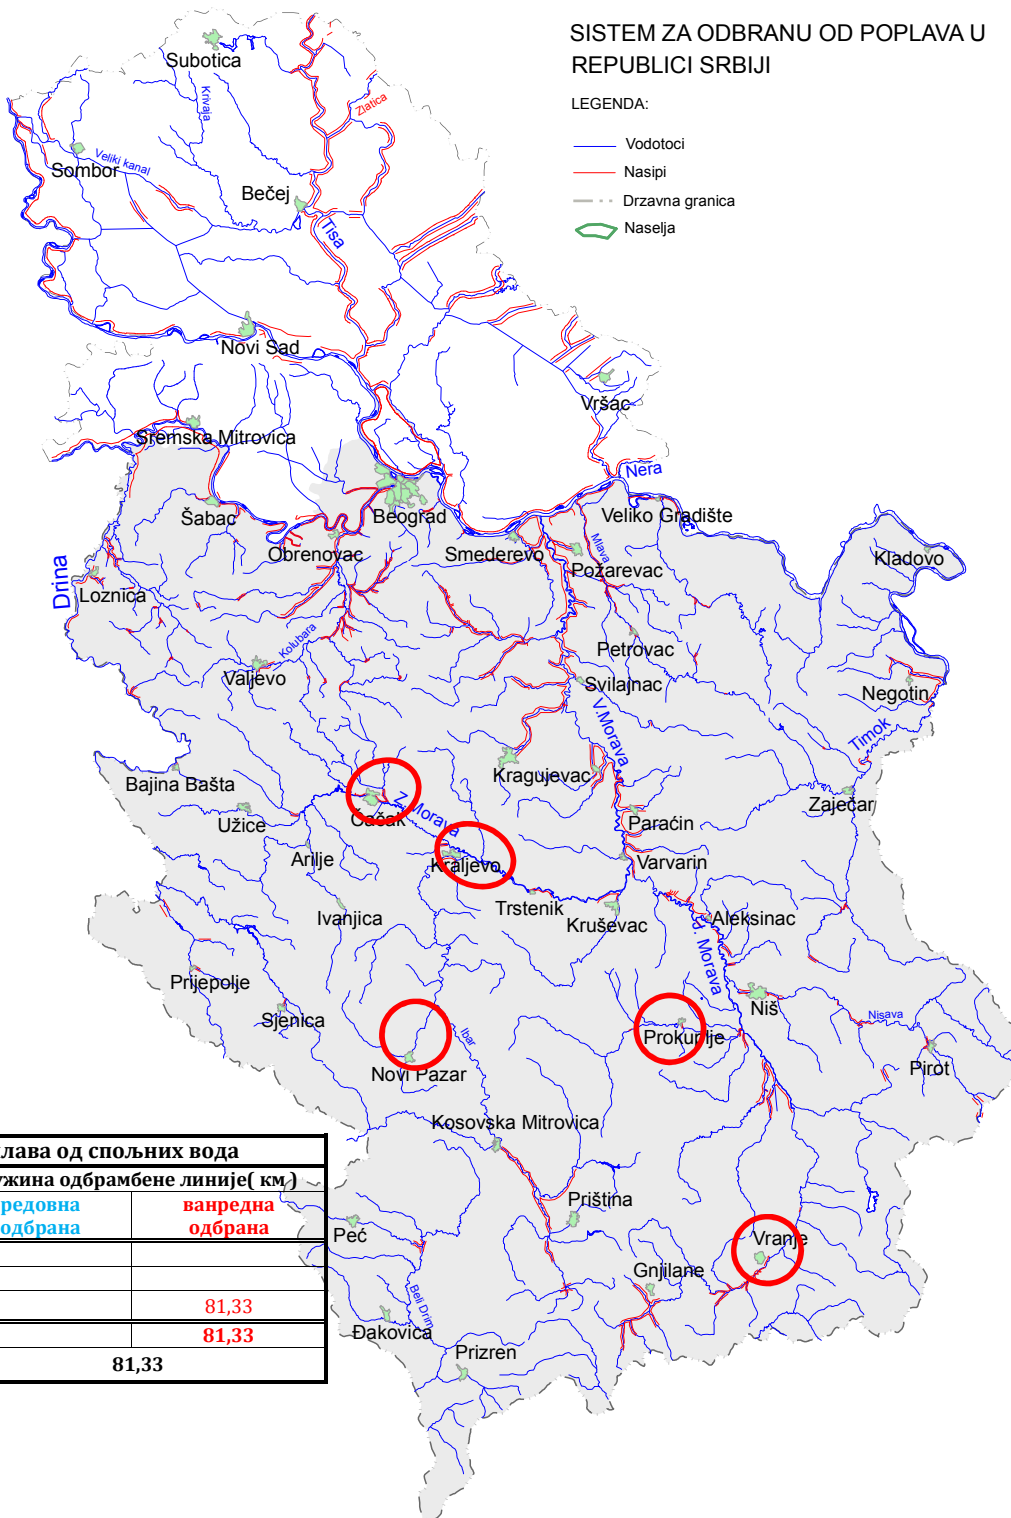 SISTEM ZA ODBRANU OD POPLAVA U
REPUBLICI SRBIJI
LEGENDA:
Vodotoci
Nasipi
Drzavna granica
Naselja
Subotica
Krivaja
Zlatica
Sombor
Veliki kanal
Bečej
Tisa
Novi Sad
Vršac
Sremska Mitrovica
Nera
Šabac
Beograd
Veliko Gradište
Obrenovac
Smederevo
Mlava
Kladovo
Drina
Požarevac
Loznica
Kolubara
Petrovac
Valjevo
Svilajnac
Negotin
V.Morava
Timok
Bajina Bašta
Kragujevac
Zaječar
Čačak
Z.Morava
Užice
Paraćin
Arilje
Kraljevo
Varvarin
Trstenik
Ivanjica
Kruševac
Aleksinac
J. Morava
Prijepolje
Sjenica
Niš
Nisava
Ibar
Prokuplje
Novi Pazar
Pirot
Kosovska Mitrovica
Priština
Peć
Vranje
Gnjilane
Beli Drim
Đakovica
Prizren
лава од спољних вода
ужина одбрамбене линије( км )
редовна ванредна
одбрана одбрана
81,33
81,33
81,33